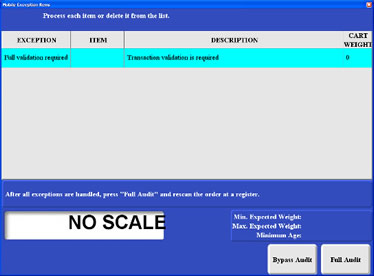 Mobile Exception Items
Process each item or delete it from the list.
EXCEPTION ITEM DESCRIPTION CART WEIGHT
Full validation required Transaction validation is required 0
After all exceptions are handled, press "Full Audit" and rescan the order at a register.
NO SCALE
Min. Expected Weight:
Max. Expected Weight:
Minimum Age:
Bypass Audit Full Audit